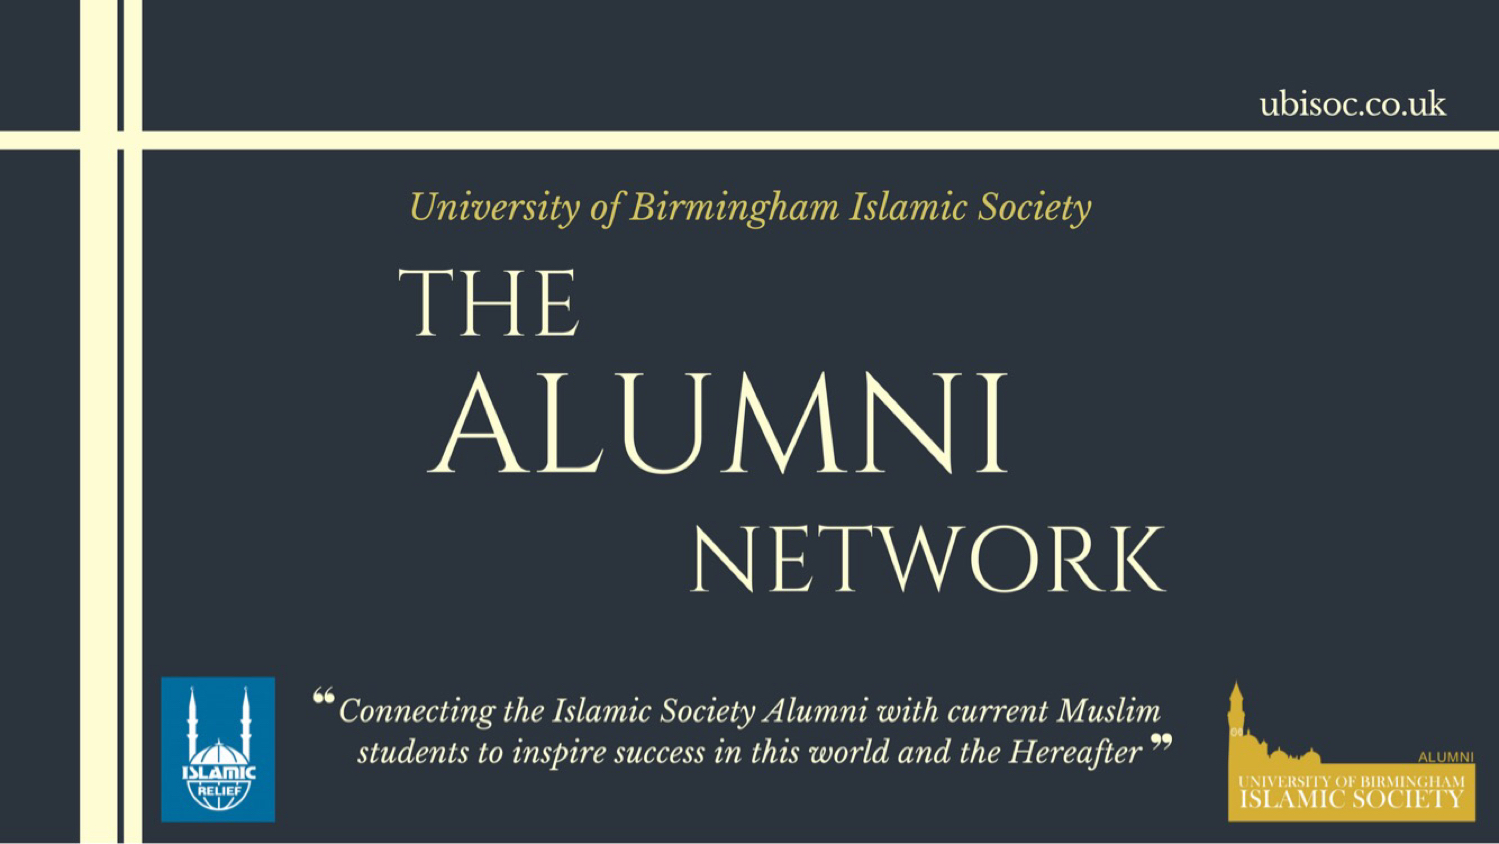 ubisoc.co.uk
University of Birmingham Islamic Society
THE
ALUMNI
NETWORK
“Connecting the Islamic Society Alumni with current Muslim
students to inspire success in this world and the Hereafter”
ISLAMIC
RELIEF
ALUMNI
UNIVERSITY OF BIRMINGHAM
ISLAMIC SOCIETY